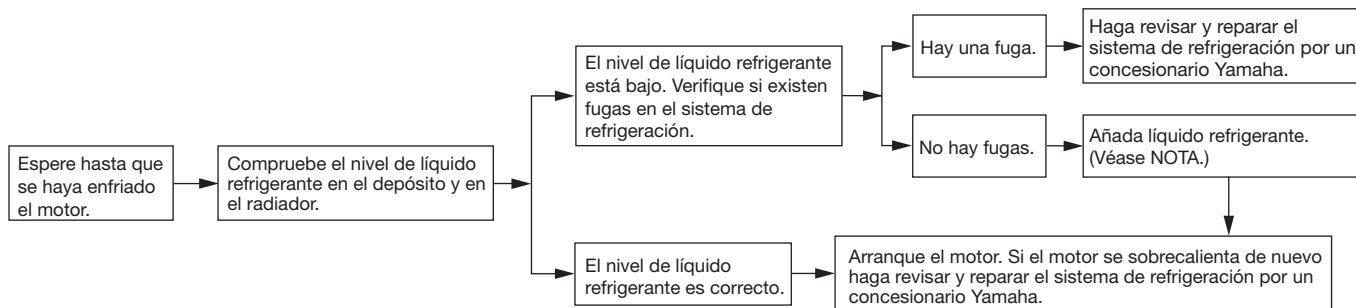 Espere hasta que
se haya enfriado
el motor.
Compruebe el nivel de líquido
refrigerante en el depósito y en
el radiador.
El nivel de líquido refrigerante
está bajo. Verifique si existen
fugas en el sistema de
refrigeración.
Hay una fuga.
Haga revisar y reparar el
sistema de refrigeración por un
concesionario Yamaha.
No hay fugas.
Añada líquido refrigerante.
(Véase NOTA.)
El nivel de líquido
refrigerante es correcto.
Arranque el motor. Si el motor se sobrecalienta de nuevo
haga revisar y reparar el sistema de refrigeración por un
concesionario Yamaha.